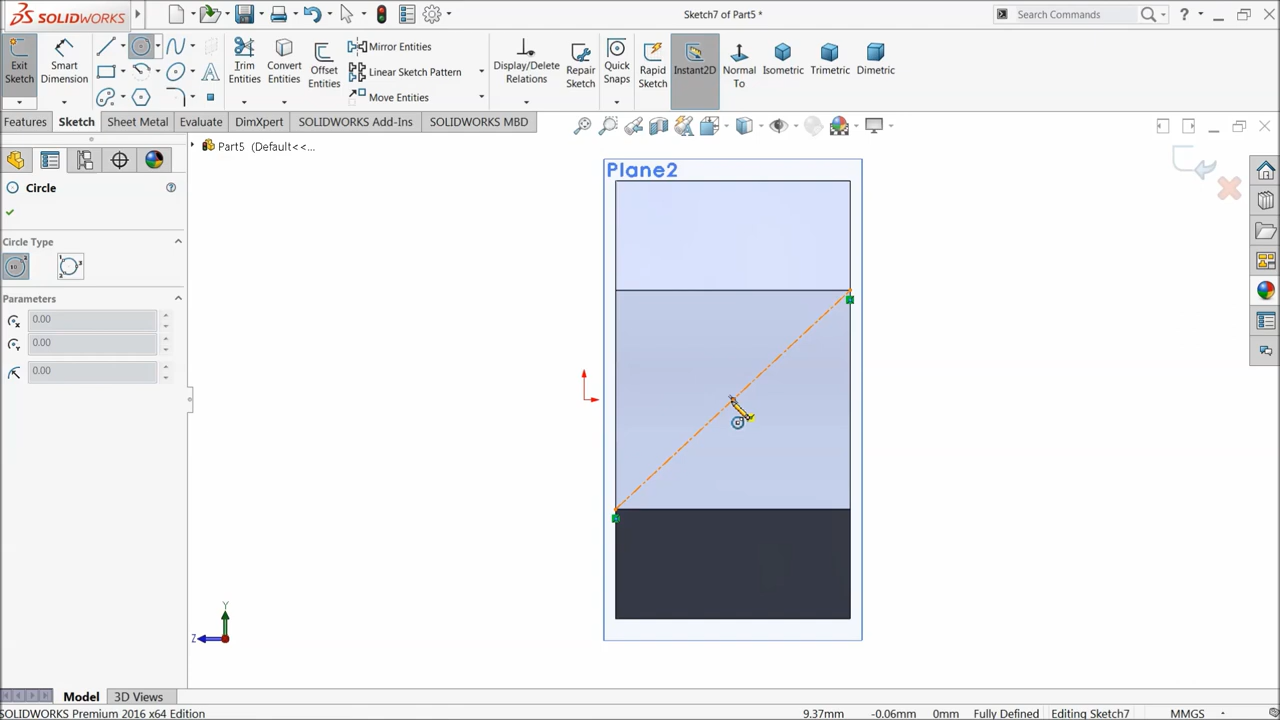 SOLIDWORKS
Sketch7 of Part5 *
Search Commands
?
Exit Sketch
Smart Dimension
Trim Entities
Convert Entities
Offset Entities
Mirror Entities
Linear Sketch Pattern
Move Entities
Display/Delete Relations
Repair Sketch
Quick Snaps
Rapid Sketch
Instant2D
Normal To
Isometric
Trimetric
Dimetric
Features
Sketch
Sheet Metal
Evaluate
DimXpert
SOLIDWORKS Add-Ins
SOLIDWORKS MBD
Part5 (Default<<...
Circle
Circle Type
Parameters
0.00
0.00
0.00
Plane2
Y
Z
Model
3D Views
SOLIDWORKS Premium 2016 x64 Edition
9.37mm
-0.06mm
0mm
Fully Defined
Editing Sketch7
MMGS